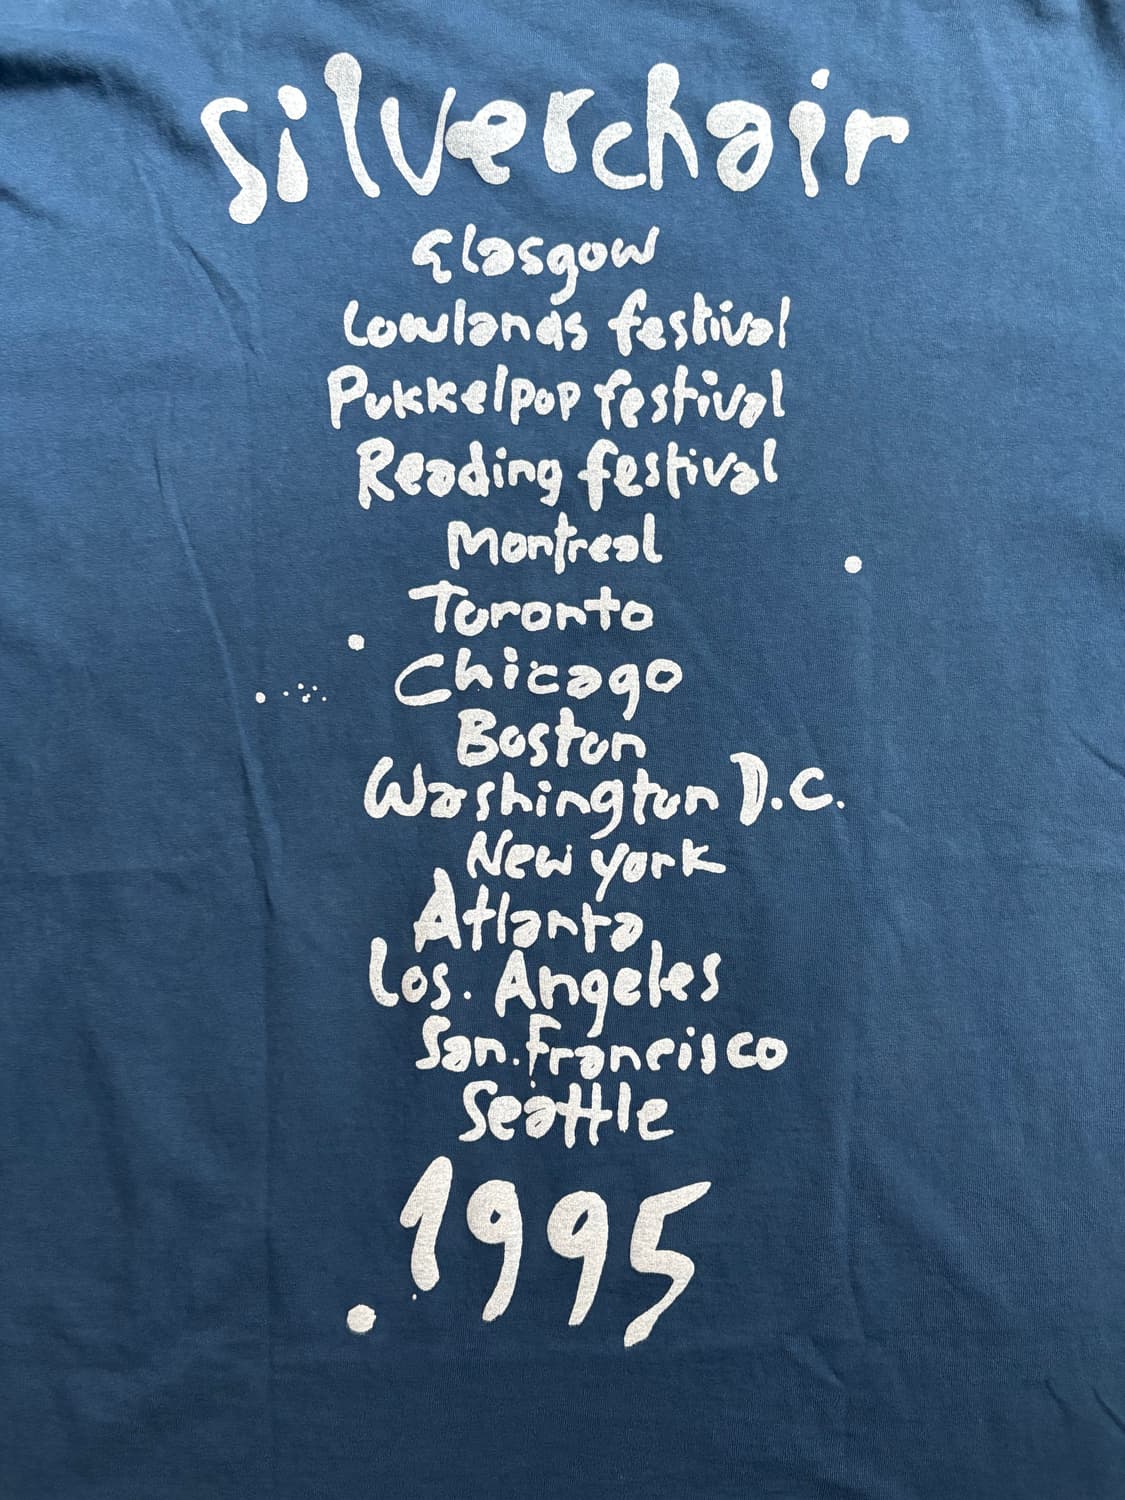 silverchair
Glasgow
Lowlands festival
Pukkelpop festival
Reading festival
Montreal
Toronto
Chicago
Boston
Washington D.C.
New york
Atlanta
Los. Angeles
San. Francisco
Seattle
1995